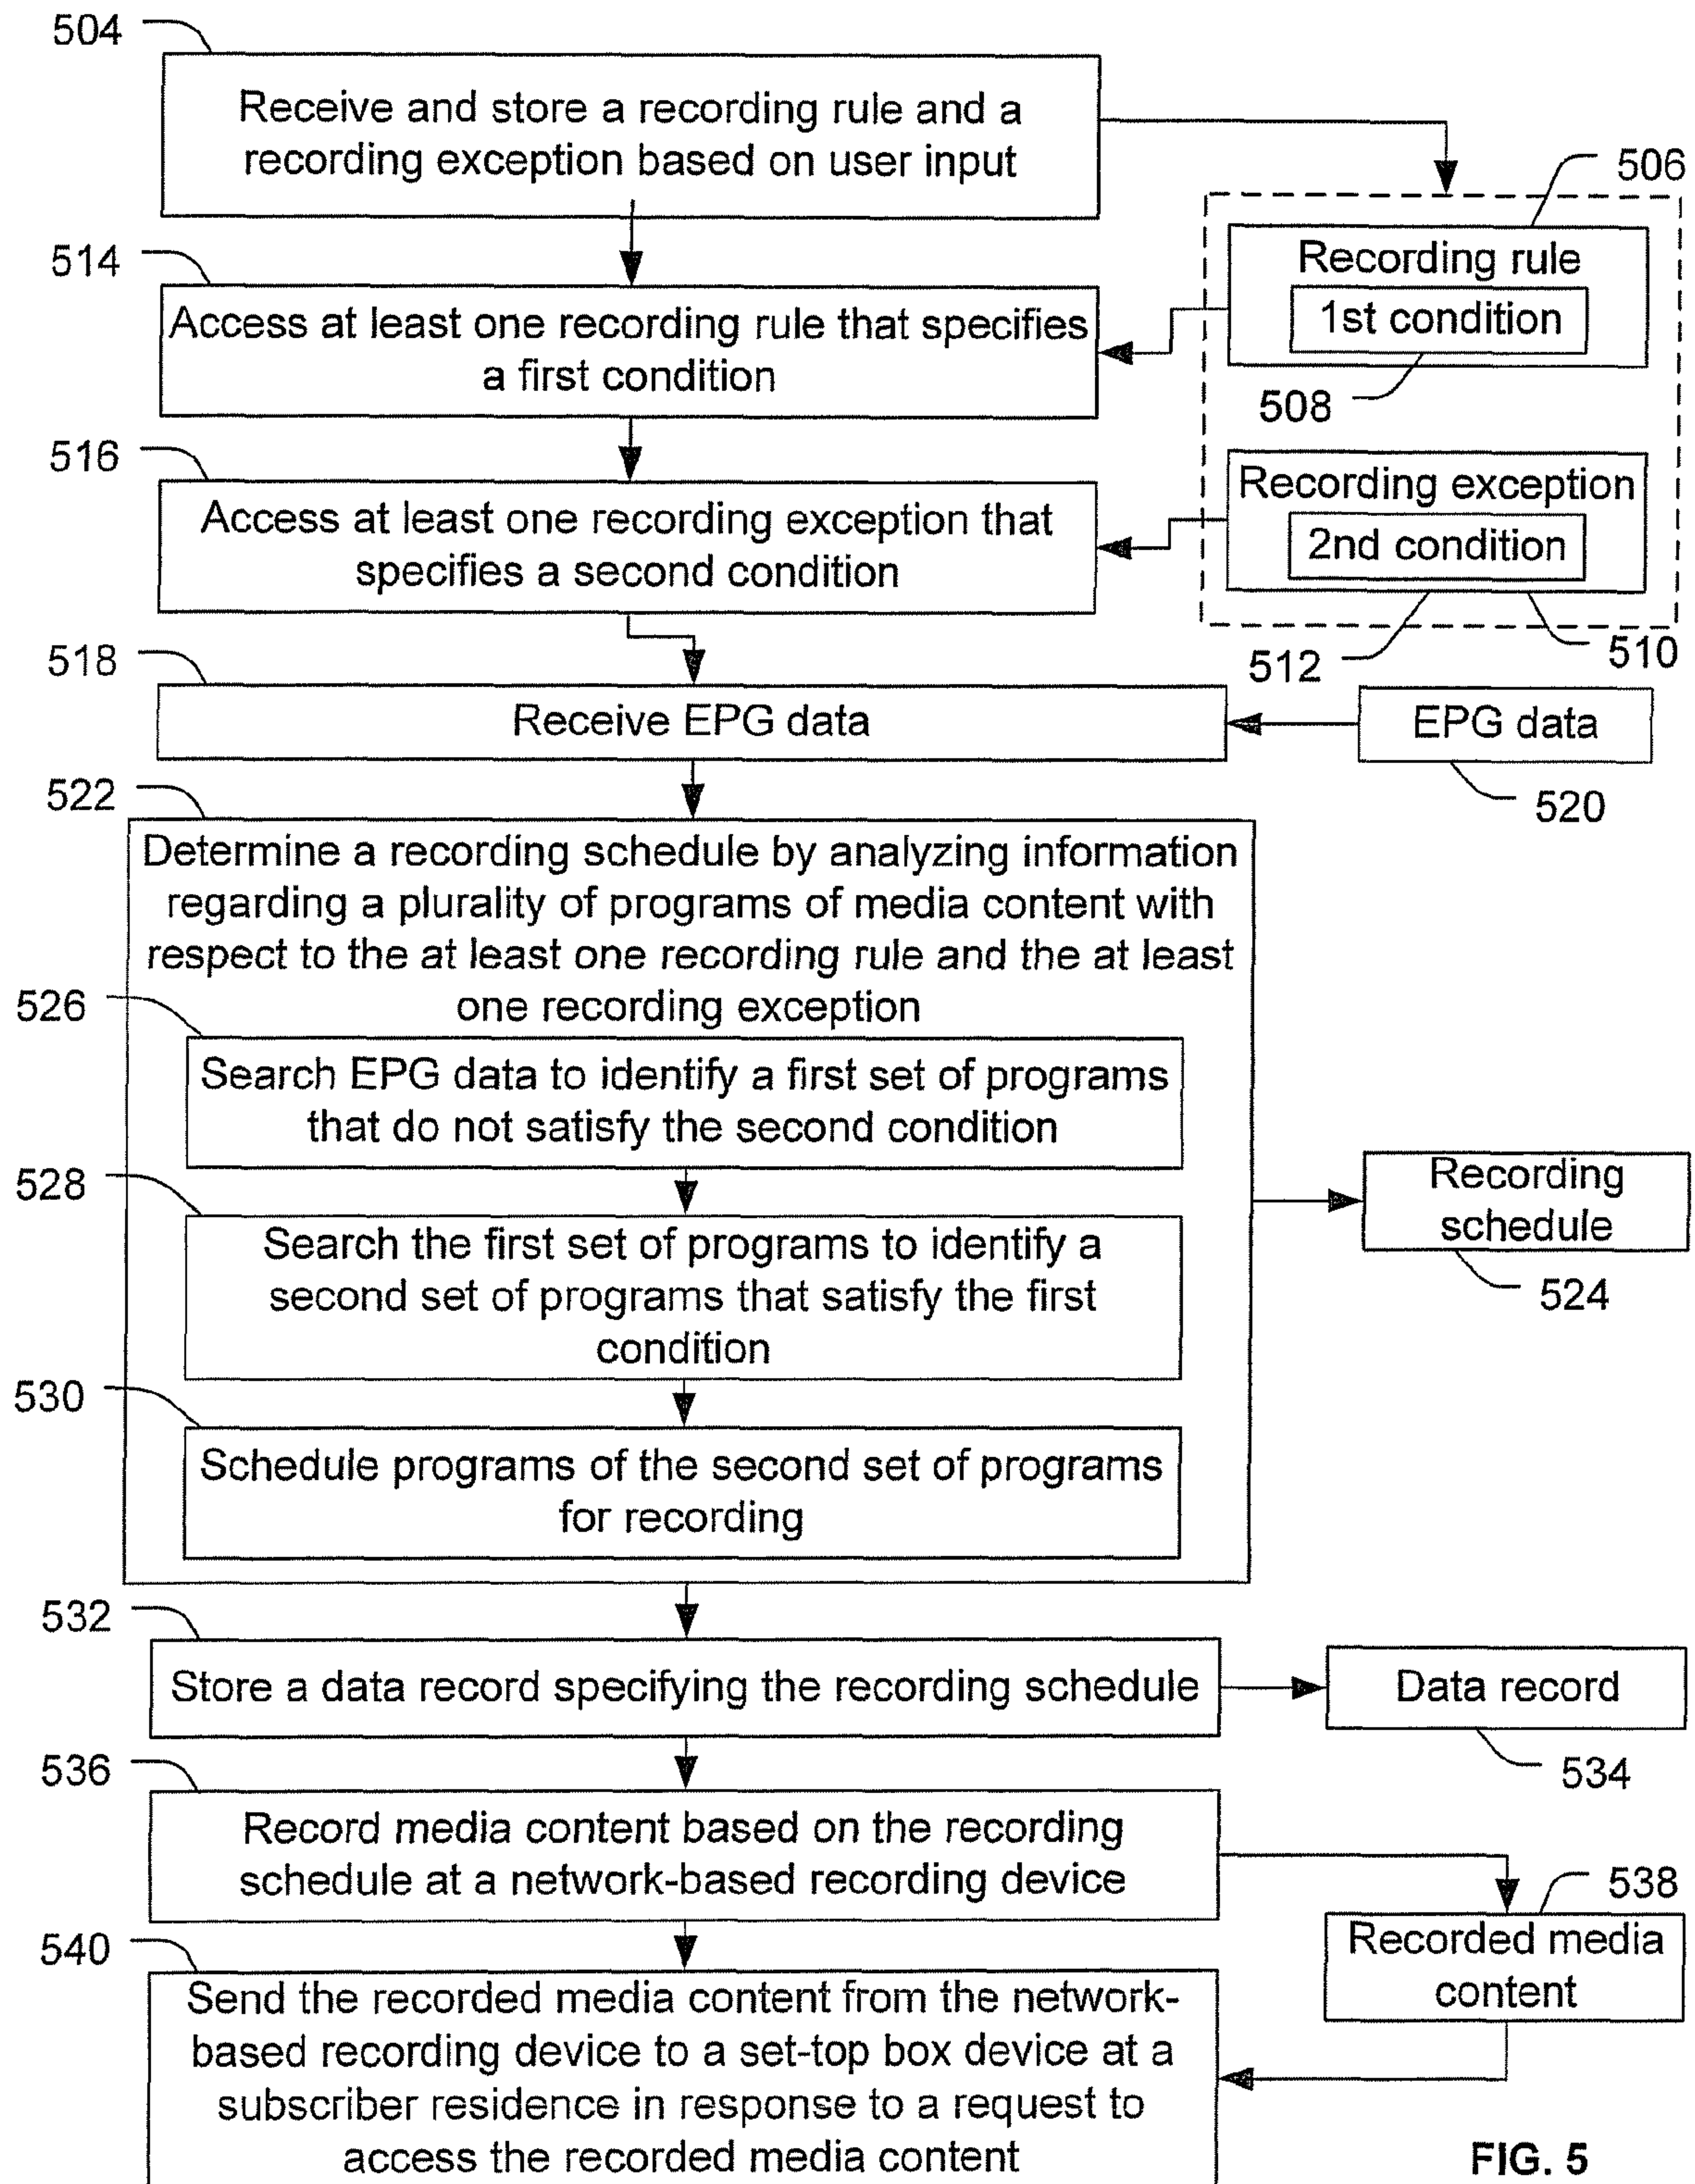 504
Receive and store a recording rule and a
recording exception based on user input
506
514
Recording rule
1st condition
Access at least one recording rule that specifies
a first condition
508
516
Recording exception
2nd condition
Access at least one recording exception that
specifies a second condition
510
512
518
Receive EPG data
EPG data
520
522
Determine a recording schedule by analyzing information
regarding a plurality of programs of media content with
respect to the at least one recording rule and the at least
one recording exception
526
Search EPG data to identify a first set of programs
that do not satisfy the second condition
528
Recording
schedule
524
Search the first set of programs to identify a
second set of programs that satisfy the first
condition
530
Schedule programs of the second set of programs
for recording
532
Store a data record specifying the recording schedule
Data record
534
536
Record media content based on the recording
schedule at a network-based recording device
538
Recorded media
content
540
Send the recorded media content from the network-
based recording device to a set-top box device at a
subscriber residence in response to a request to
access the recorded media content
FIG. 5